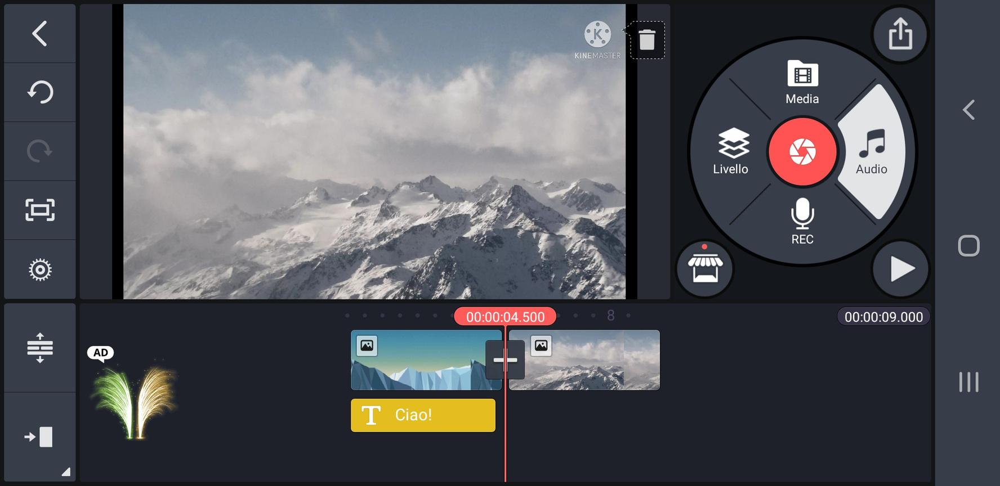 KINEMASTER
Media
Livello
Audio
REC
00:00:04.500
8
00:00:09.000
AD
T Ciao!